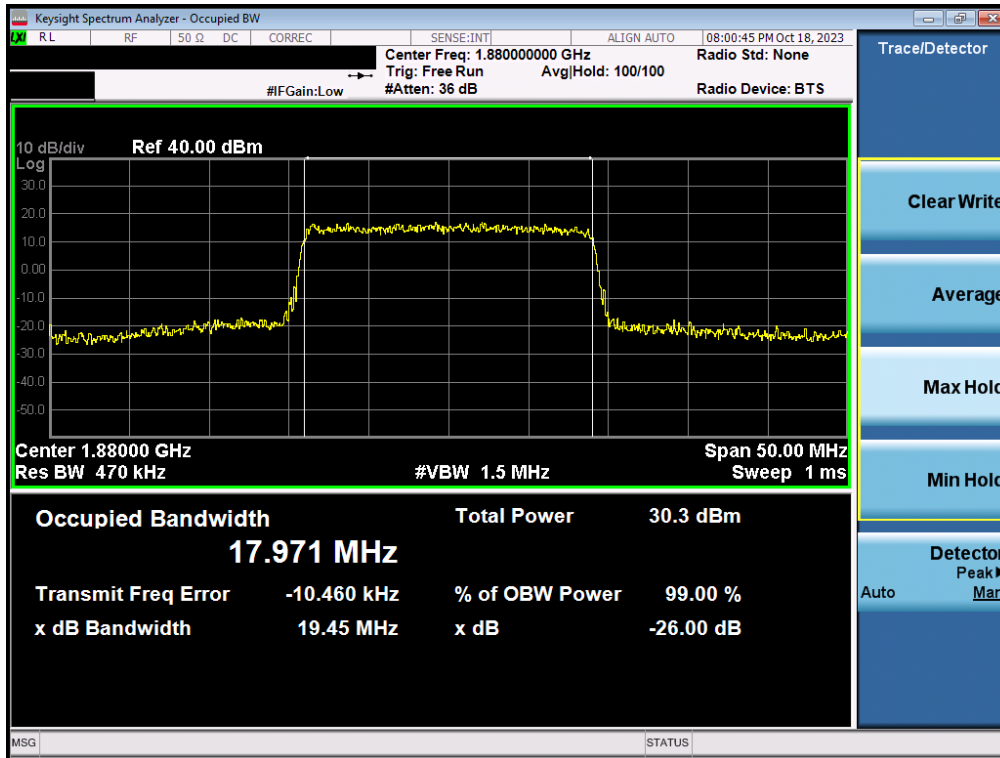 Keysight Spectrum Analyzer - Occupied BW
LXI RL RF 50 Ω DC CORREC SENSE:INT ALIGN AUTO 08:00:45 PM Oct 18, 2023
Center Freq: 1.880000000 GHz Radio Std: None
Trig: Free Run Avg|Hold: 100/100
#IFGain:Low #Atten: 36 dB Radio Device: BTS
10 dB/div Ref 40.00 dBm
Log
30.0
20.0
10.0
0.00
-10.0
-20.0
-30.0
-40.0
-50.0
Center 1.88000 GHz Span 50.00 MHz
Res BW 470 kHz #VBW 1.5 MHz Sweep 1 ms
Occupied Bandwidth Total Power 30.3 dBm
17.971 MHz
Transmit Freq Error -10.460 kHz % of OBW Power 99.00 %
x dB Bandwidth 19.45 MHz x dB -26.00 dB
MSG STATUS
Trace/Detector
Clear Write
Average
Max Hold
Min Hold
Detector
Peak
Auto Man